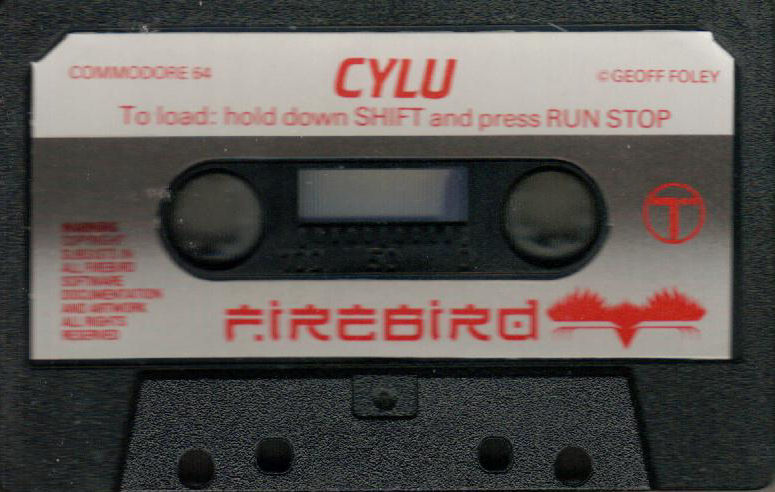 COMMODORE 64
CYLU
© GEOFF FOLEY
To load: hold down SHIFT and press RUN STOP
T
WARNING
COPYRIGHT
SUBSISTS IN
ALL FIREBIRD
SOFTWARE
DOCUMENTATION
AND ARTWORK
ALL RIGHTS
RESERVED
FIREBIRD